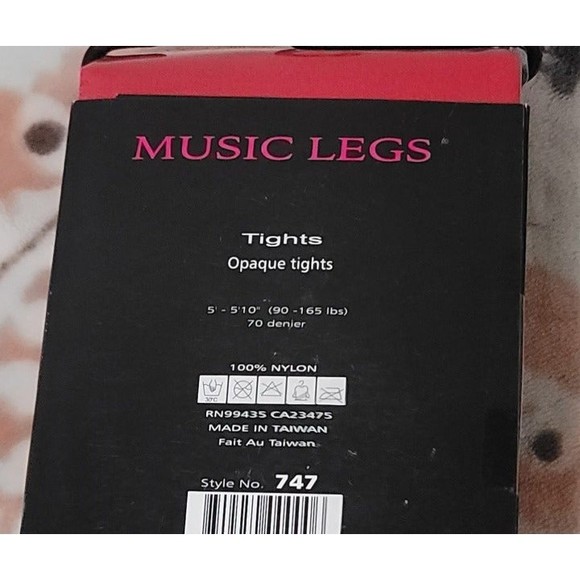 MUSIC LEGS
Tights
Opaque tights
5' - 5'10" (90 -165 lbs)
70 denier
100% NYLON
30°C
RN99435 CA23475
MADE IN TAIWAN
Fait Au Taiwan
Style No. 747